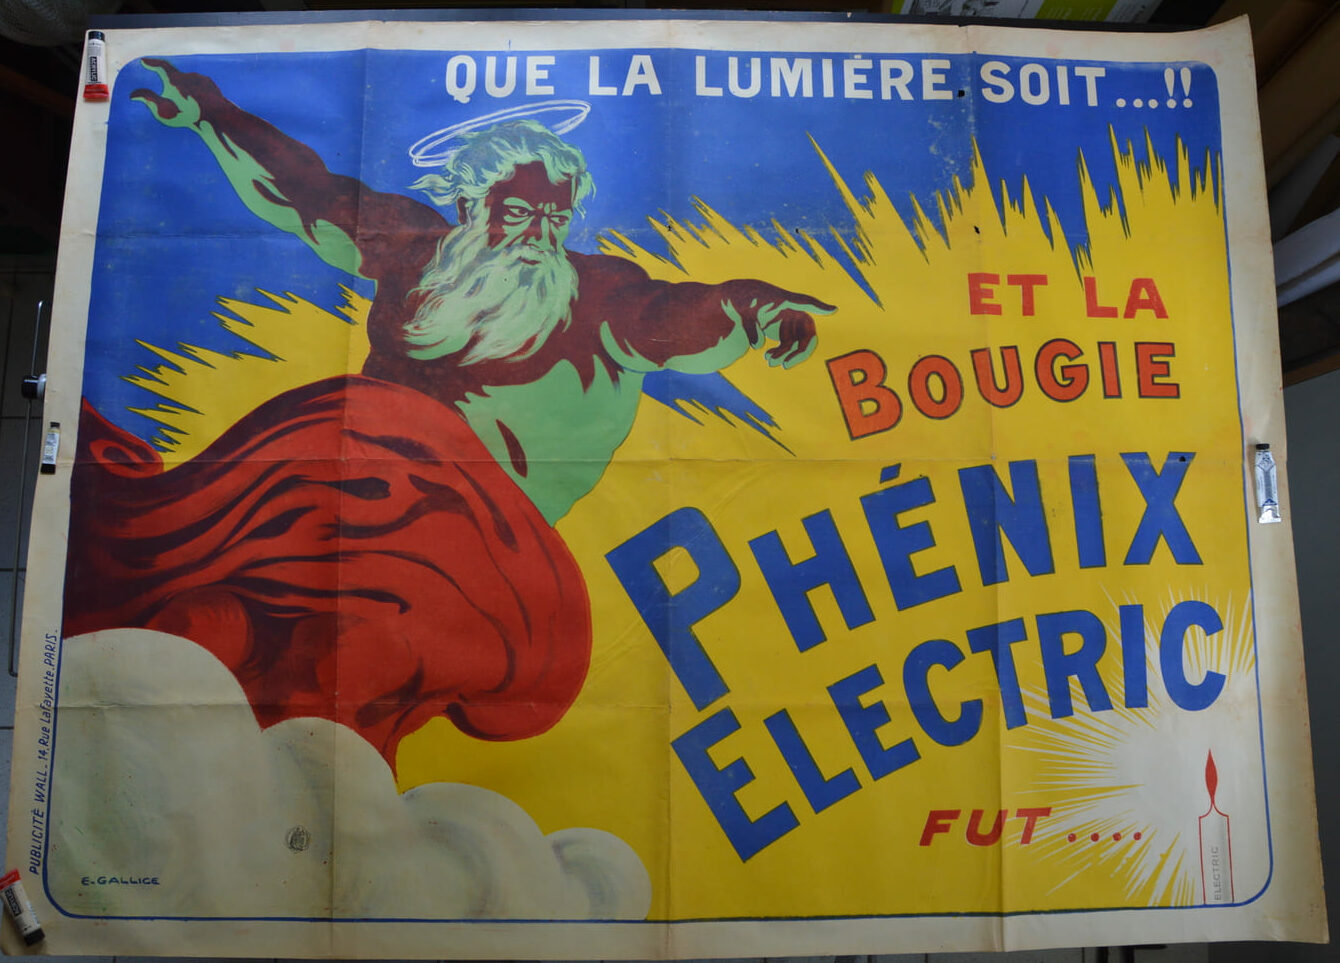 QUE LA LUMIÈRE SOIT...!!
ET LA
BOUGIE
PHÉNIX
ELECTRIC
FUT....
ELECTRIC
E-GALLICE
PUBLICITÉ WALL. 14, Rue Lafayette. PARIS.